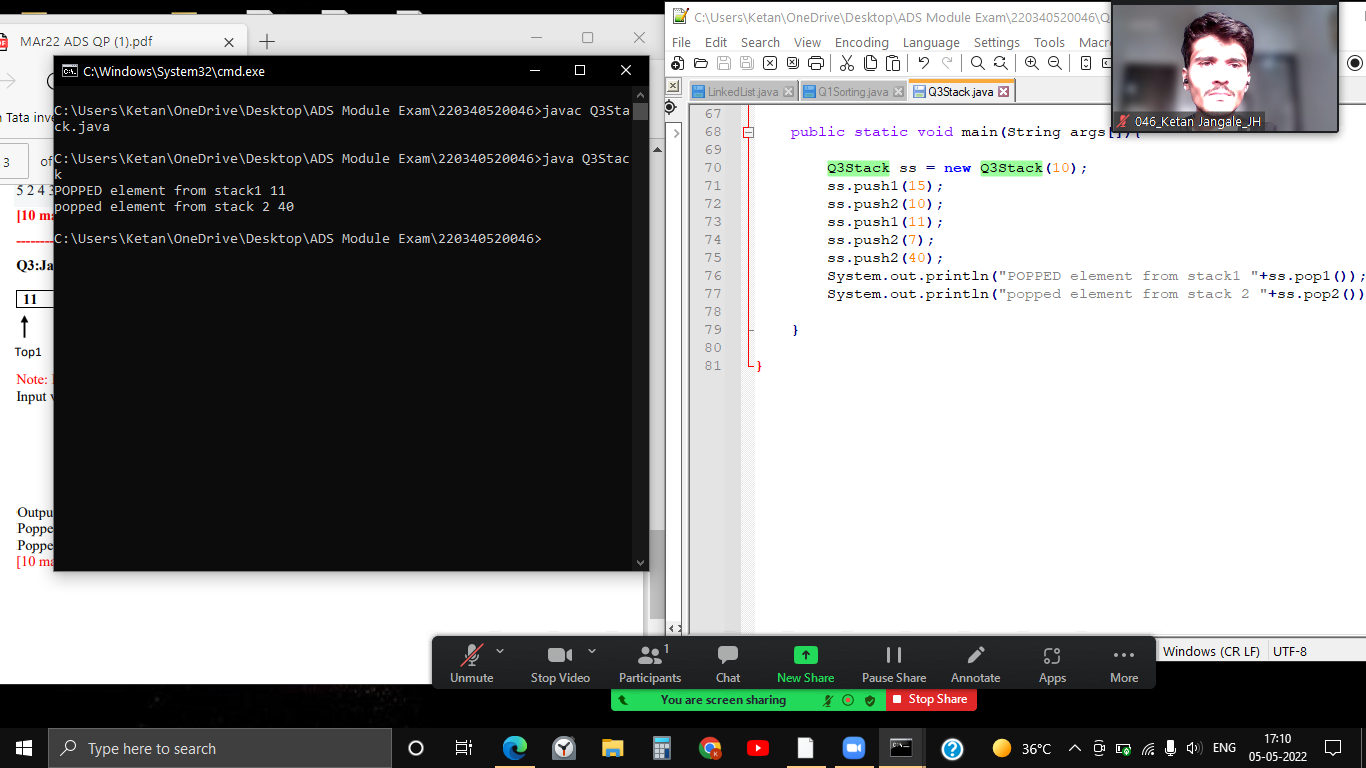 MAr22 ADS QP (1).pdf
Tata inve
3 of
5 2 4 3
[10 ma
Q3:Ja
11
Top1
Note:
Input v
Outpu
Poppe
Poppe
[10 ma
C:\Windows\System32\cmd.exe
C:\Users\Ketan\OneDrive\Desktop\ADS Module Exam\220340520046>javac Q3Sta
ck.java
C:\Users\Ketan\OneDrive\Desktop\ADS Module Exam\220340520046>java Q3Stac
k
POPPED element from stack1 11
popped element from stack 2 40
C:\Users\Ketan\OneDrive\Desktop\ADS Module Exam\220340520046>
C:\Users\Ketan\OneDrive\Desktop\ADS Module Exam\220340520046\Q
File Edit Search View Encoding Language Settings Tools Macro
LinkedList.java Q1Sorting.java Q3Stack.java
046_Ketan Jangale_JH
67
68 public static void main(String args[]){
69
70 Q3Stack ss = new Q3Stack(10);
71 ss.push1(15);
72 ss.push2(10);
73 ss.push1(11);
74 ss.push2(7);
75 ss.push2(40);
76 System.out.println("POPPED element from stack1 "+ss.pop1());
77 System.out.println("popped element from stack 2 "+ss.pop2())
78
79 }
80
81 }
Windows (CR LF) UTF-8
Unmute Stop Video Participants 1 Chat New Share Pause Share Annotate Apps More
You are screen sharing Stop Share
Type here to search
36°C ENG 17:10
05-05-2022